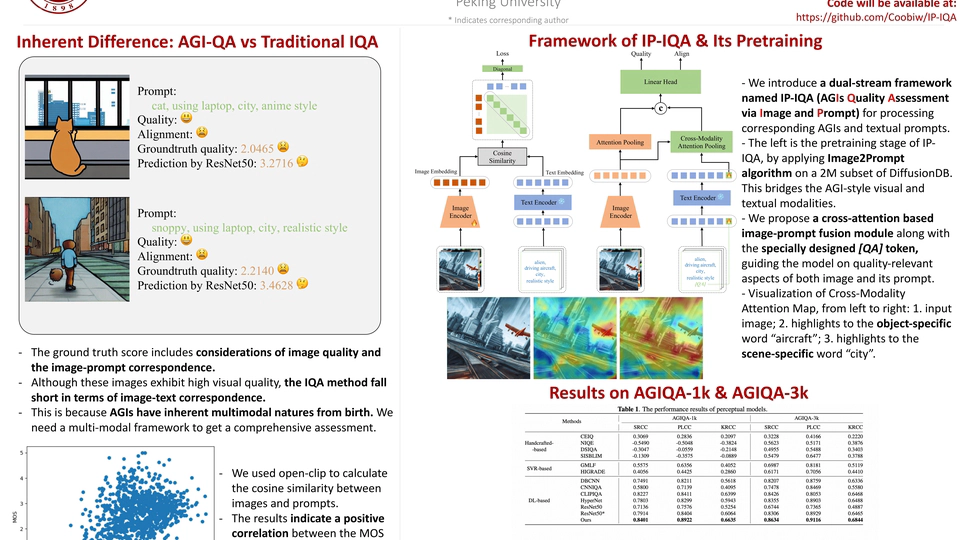 Peking University
* Indicates corresponding author
Code will be available at:
https://github.com/Coobiw/IP-IQA
Inherent Difference: AGI-QA vs Traditional IQA
Prompt:
cat, using laptop, city, anime style
Quality:
Alignment:
Groundtruth quality: 2.0465
Prediction by ResNet50: 3.2716
Prompt:
snoppy, using laptop, city, realistic style
Quality:
Alignment:
Groundtruth quality: 2.2140
Prediction by ResNet50: 3.4628
- The ground truth score includes considerations of image quality and
the image-prompt correspondence.
- Although these images exhibit high visual quality, the IQA method fall
short in terms of image-text correspondence.
- This is because AGIs have inherent multimodal natures from birth. We
need a multi-modal framework to get a comprehensive assessment.
5
4
3
2
MOS
- We used open-clip to calculate
the cosine similarity between
images and prompts.
- The results indicate a positive
correlation between the MOS
Framework of IP-IQA & Its Pretraining
Loss
Diagonal
Cosine
Similarity
Image Embedding
Text Embedding
Image
Encoder
Text Encoder
alien,
driving aircraft,
city,
realistic style
Quality
Align
Linear Head
c
Attention Pooling
Cross-Modality
Attention Pooling
Image
Encoder
Text Encoder
alien,
driving aircraft,
city,
realistic style
[QA]
- We introduce a dual-stream framework
named IP-IQA (AGIs Quality Assessment
via Image and Prompt) for processing
corresponding AGIs and textual prompts.
- The left is the pretraining stage of IP-
IQA, by applying Image2Prompt
algorithm on a 2M subset of DiffusionDB.
This bridges the AGI-style visual and
textual modalities.
- We propose a cross-attention based
image-prompt fusion module along with
the specially designed [QA] token,
guiding the model on quality-relevant
aspects of both image and its prompt.
- Visualization of Cross-Modality
Attention Map, from left to right: 1. input
image; 2. highlights to the object-specific
word “aircraft”; 3. highlights to the
scene-specific word “city”.
Results on AGIQA-1k & AGIQA-3k
Table 1. The performance results of perceptual models.
Methods AGIQA-1k AGIQA-3k
SRCC PLCC KRCC SRCC PLCC KRCC
Handcrafted-based
CEIQ 0.3069 0.2836 0.2097 0.3228 0.4166 0.2220
NIQE -0.5490 -0.5048 -0.3824 0.5623 0.5171 0.3876
DSIQA -0.3047 -0.0559 -0.2148 0.4955 0.5488 0.3403
SISBLIM -0.1309 -0.3575 -0.0889 0.5479 0.6477 0.3788
SVR-based
GMLF 0.5575 0.6356 0.4052 0.6987 0.8181 0.5119
HIGRADE 0.4056 0.4425 0.2860 0.6171 0.7056 0.4410
DL-based
DBCNN 0.7491 0.8211 0.5618 0.8207 0.8759 0.6336
CNNIQA 0.5800 0.7139 0.4095 0.7478 0.8469 0.5580
CLIPIQA 0.8227 0.8411 0.6399 0.8426 0.8053 0.6468
HyperNet 0.7803 0.8299 0.5943 0.8355 0.8903 0.6488
ResNet50 0.7136 0.7576 0.5254 0.6744 0.7365 0.4887
ResNet50* 0.7914 0.8404 0.6064 0.8306 0.8929 0.6465
Ours 0.8401 0.8922 0.6635 0.8634 0.9116 0.6844